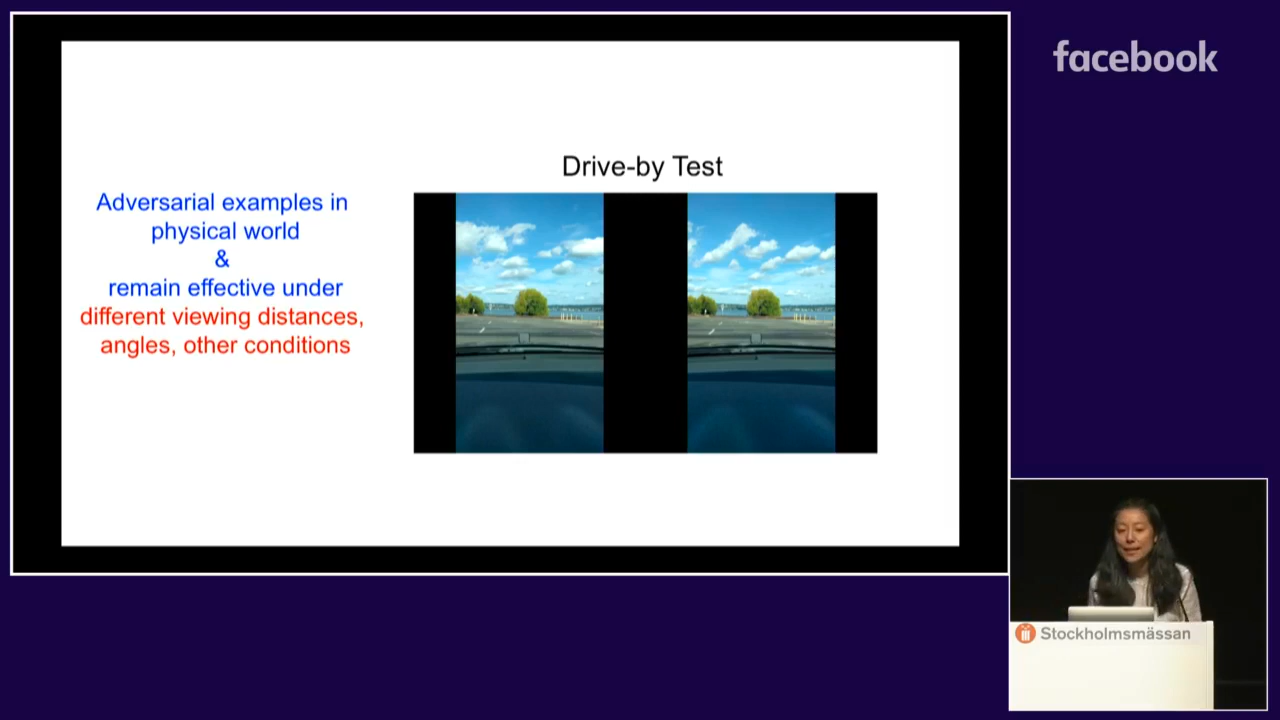 facebook
Drive-by Test
Adversarial examples in
physical world
&
remain effective under
different viewing distances,
angles, other conditions
Stockholmsmässan